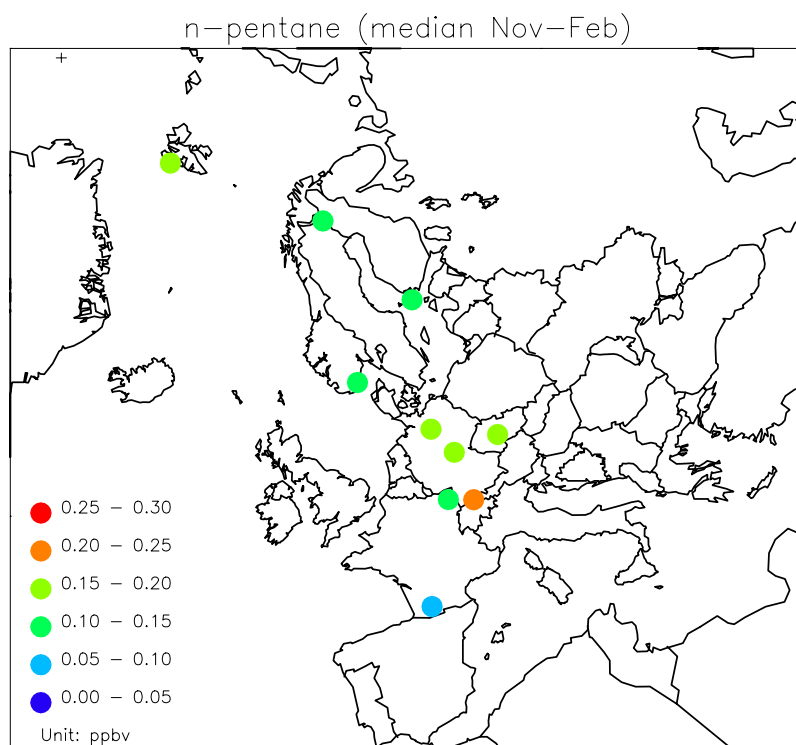 n-pentane (median Nov-Feb)
0.25 - 0.30
0.20 - 0.25
0.15 - 0.20
0.10 - 0.15
0.05 - 0.10
0.00 - 0.05
Unit: ppbv